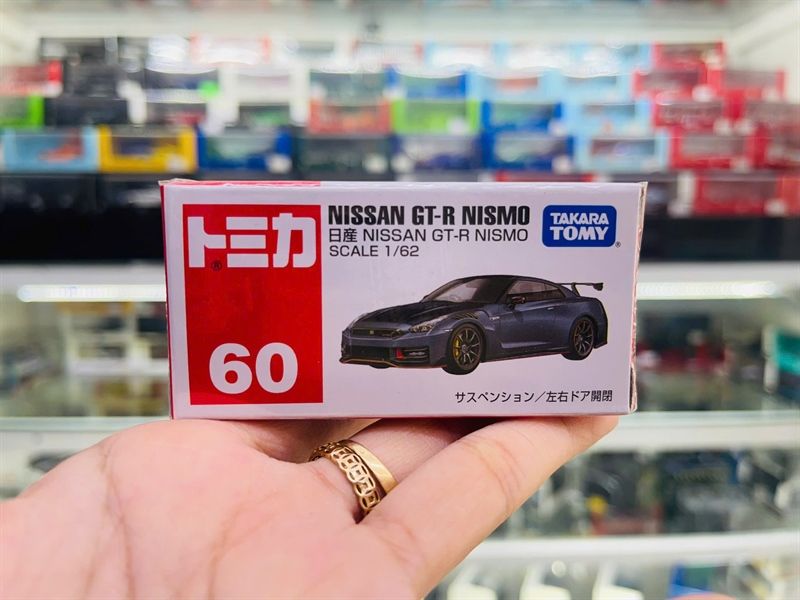 トミカ
®
60
NISSAN GT-R NISMO
日産 NISSAN GT-R NISMO
SCALE 1/62
TAKARA
TOMY
®
サスペンション/左右ドア開閉